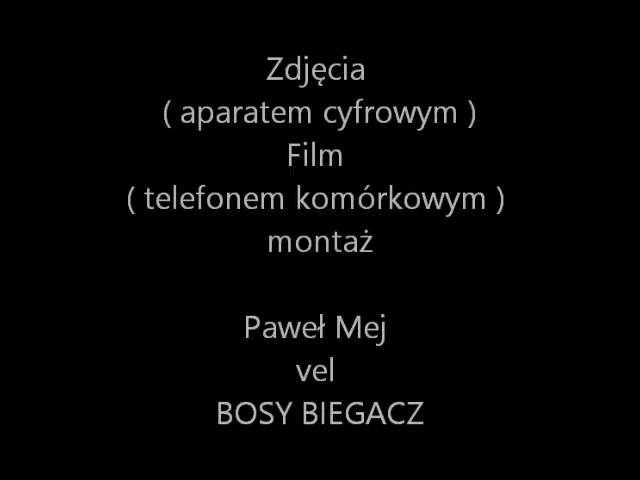 Zdjęcia
( aparatem cyfrowym )
Film
( telefonem komórkowym )
montaż
Paweł Mej
vel
BOSY BIEGACZ